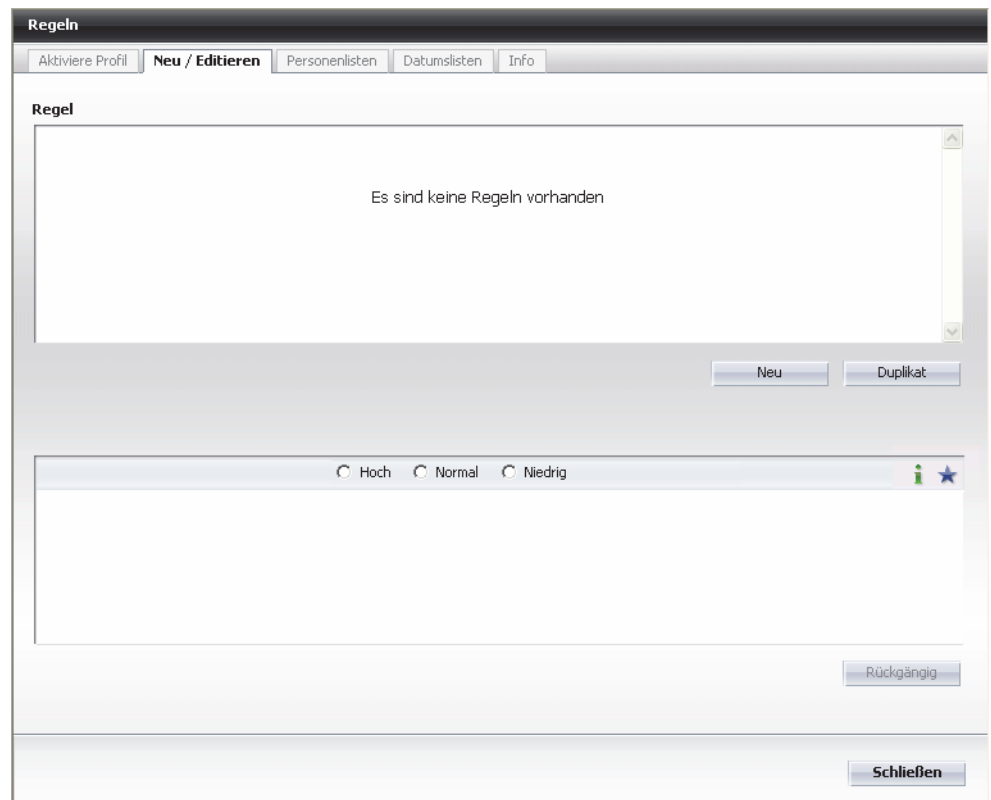 Regeln
Aktiviere Profil Neu / Editieren Personenlisten Datumslisten Info
Regel
Es sind keine Regeln vorhanden
Neu Duplikat
Hoch Normal Niedrig
Rückgängig
Schließen